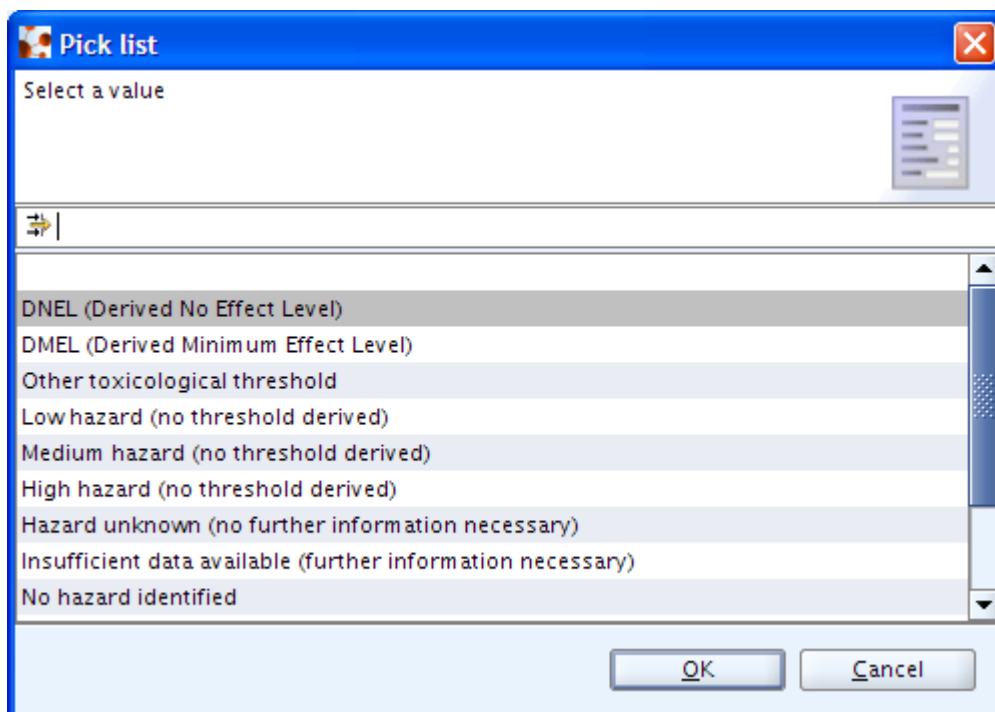 Pick list
Select a value
DNEL (Derived No Effect Level)
DMEL (Derived Minimum Effect Level)
Other toxicological threshold
Low hazard (no threshold derived)
Medium hazard (no threshold derived)
High hazard (no threshold derived)
Hazard unknown (no further information necessary)
Insufficient data available (further information necessary)
No hazard identified
OK
Cancel